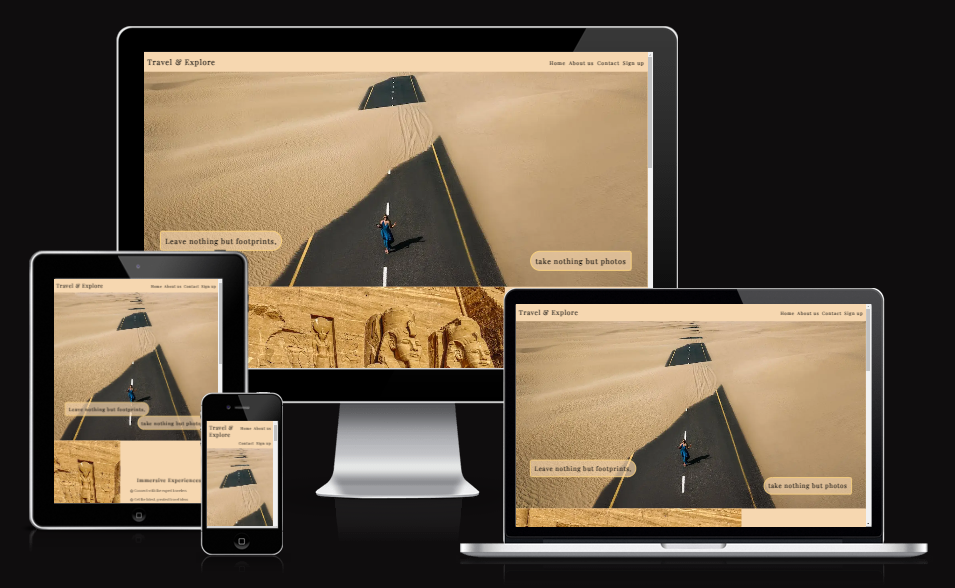 Travel & Explore
Home About us Contact Sign up
Leave nothing but footprints,
take nothing but photos
Travel & Explore
Home About us Contact Sign up
Leave nothing but footprints,
take nothing but photos
Immersive Experiences
Travel &
Explore
Home About us
Contact Sign up
Travel & Explore
Home About us Contact Sign up
Leave nothing but footprints,
take nothing but photos